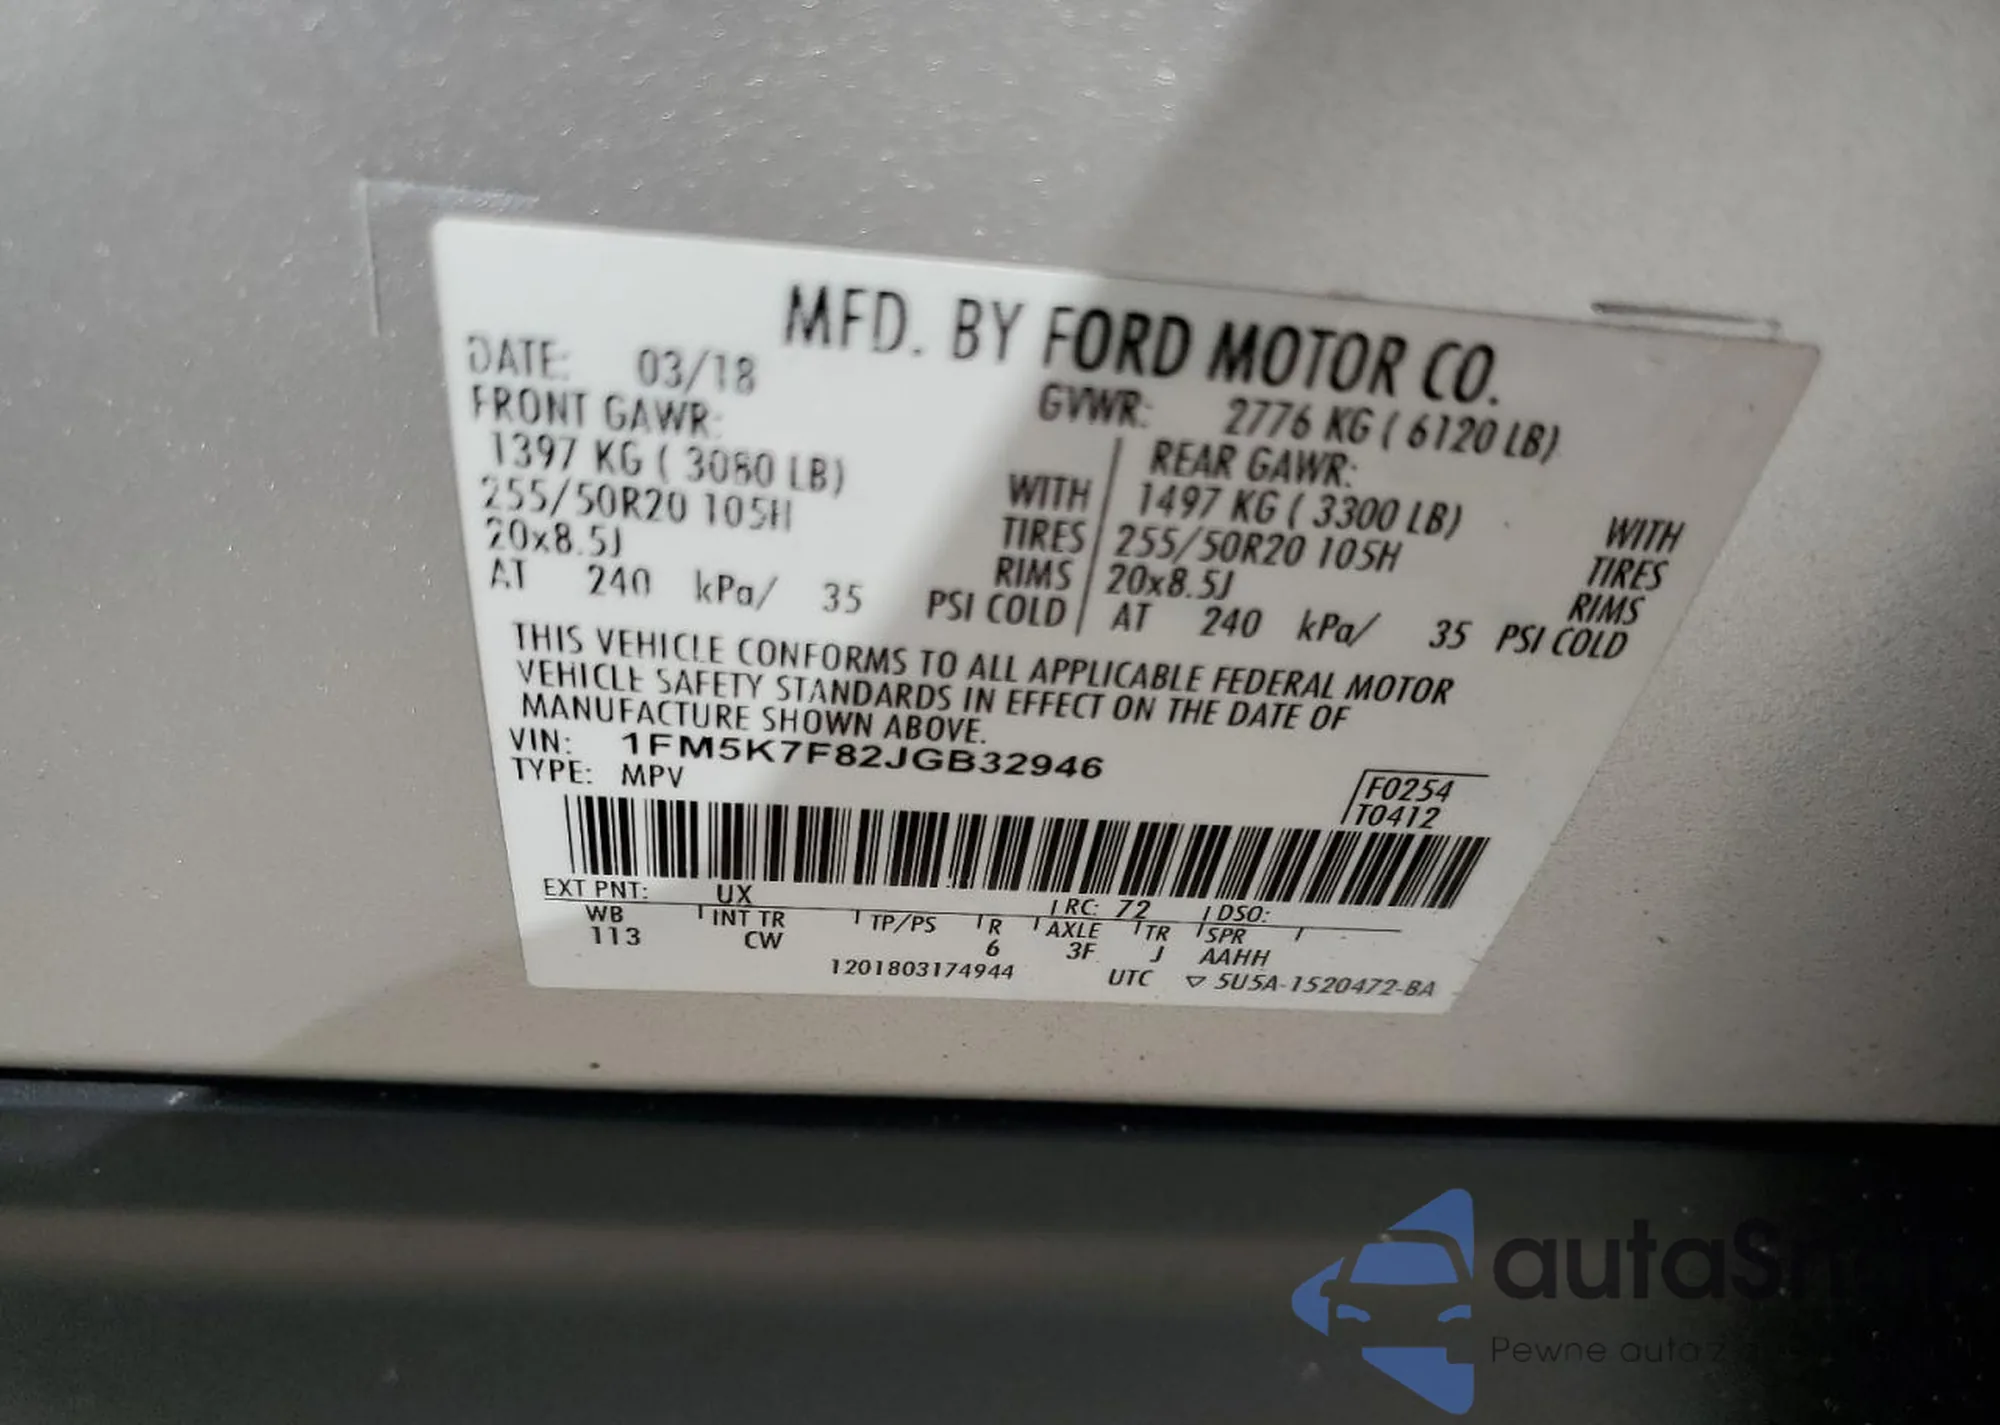 MFD. BY FORD MOTOR CO.
DATE: 03/18 GVWR: 2776 KG ( 6120 LB)
FRONT GAWR: REAR GAWR:
1397 KG ( 3080 LB) WITH 1497 KG ( 3300 LB) WITH
255/50R20 105H TIRES 255/50R20 105H TIRES
20x8.5J RIMS 20x8.5J RIMS
AT 240 kPa/ 35 PSI COLD AT 240 kPa/ 35 PSI COLD
THIS VEHICLE CONFORMS TO ALL APPLICABLE FEDERAL MOTOR
VEHICLE SAFETY STANDARDS IN EFFECT ON THE DATE OF
MANUFACTURE SHOWN ABOVE.
VIN: 1FM5K7F82JGB32946
TYPE: MPV F0254
T0412
EXT PNT: UX RC: 72 DSO:
WB INT TR TP/PS R AXLE TR SPR
113 CW 6 3F J AAHH
1201803174944 UTC ▽ 5U5A-1520472-BA
autaS
Pewne auta z